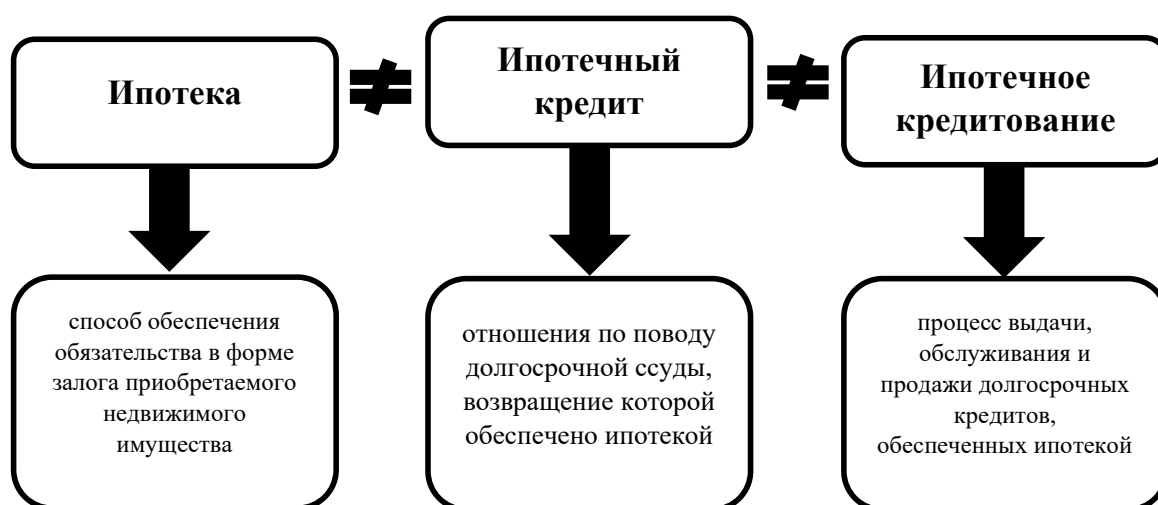 Ипотека
≠
Ипотечный
кредит
≠
Ипотечное
кредитование
способ обеспечения
обязательства в форме
залога приобретаемого
недвижимого
имущества
отношения по поводу
долгосрочной ссуды,
возвращение которой
обеспечено ипотекой
процесс выдачи,
обслуживания и
продажи долгосрочных
кредитов,
обеспеченных ипотекой